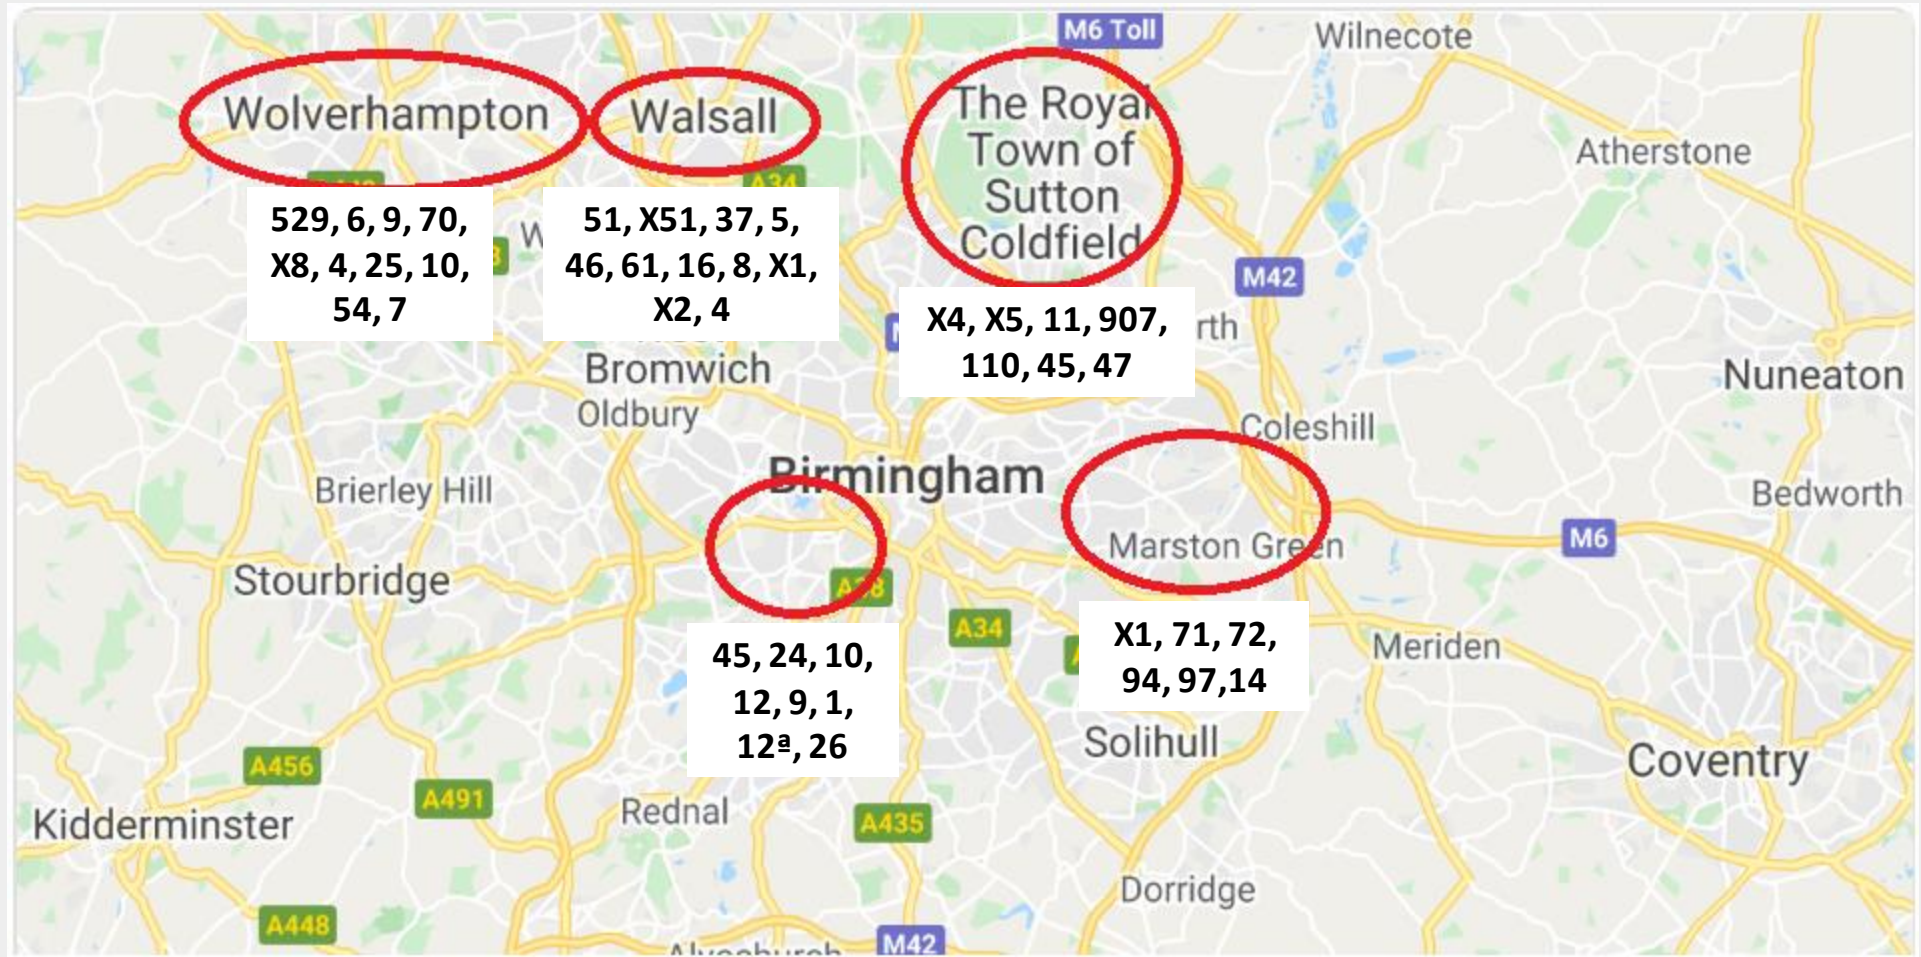 M6 Toll
Wilnecote
Wolverhampton
Walsall
The Royal
Town of
Sutton
Coldfield
Atherstone
A34
529, 6, 9, 70,
X8, 4, 25, 10,
54, 7
51, X51, 37, 5,
46, 61, 16, 8, X1,
X2, 4
M42
X4, X5, 11, 907,
110, 45, 47
rth
Bromwich
Oldbury
Nuneaton
Coleshill
Birmingham
Brierley Hill
Bedworth
Marston Green
M6
Stourbridge
A38
A34
45, 24, 10,
12, 9, 1,
12ª, 26
X1, 71, 72,
94, 97,14
Meriden
Solihull
A456
Coventry
A491
Rednal
A435
Kidderminster
Dorridge
A448
M42